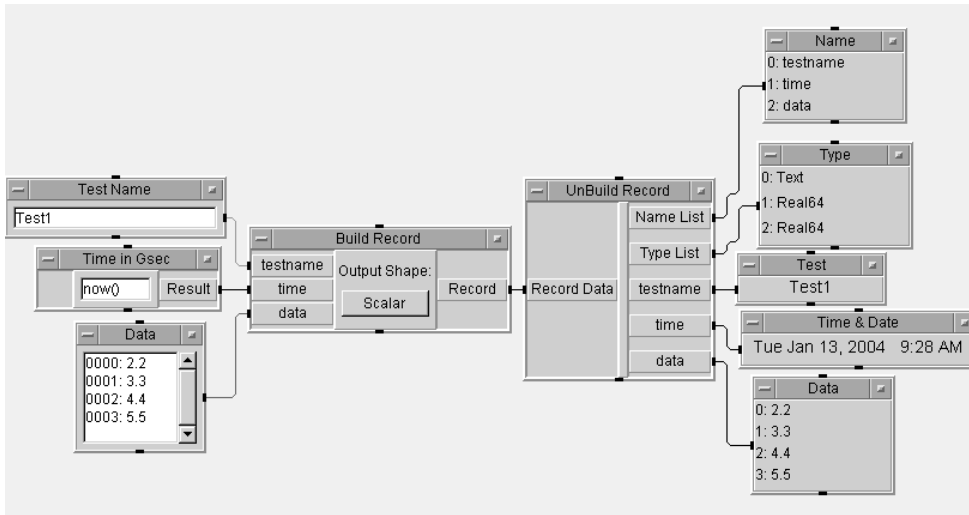 Test Name
Test1
Time in Gsec
now()
Result
Data
0000: 2.2
0001: 3.3
0002: 4.4
0003: 5.5
Build Record
testname
time
data
Output Shape:
Scalar
Record
UnBuild Record
Record Data
Name List
Type List
testname
time
data
Name
0: testname
1: time
2: data
Type
0: Text
1: Real64
2: Real64
Test
Test1
Time & Date
Tue Jan 13, 2004 9:28 AM
Data
0: 2.2
1: 3.3
2: 4.4
3: 5.5